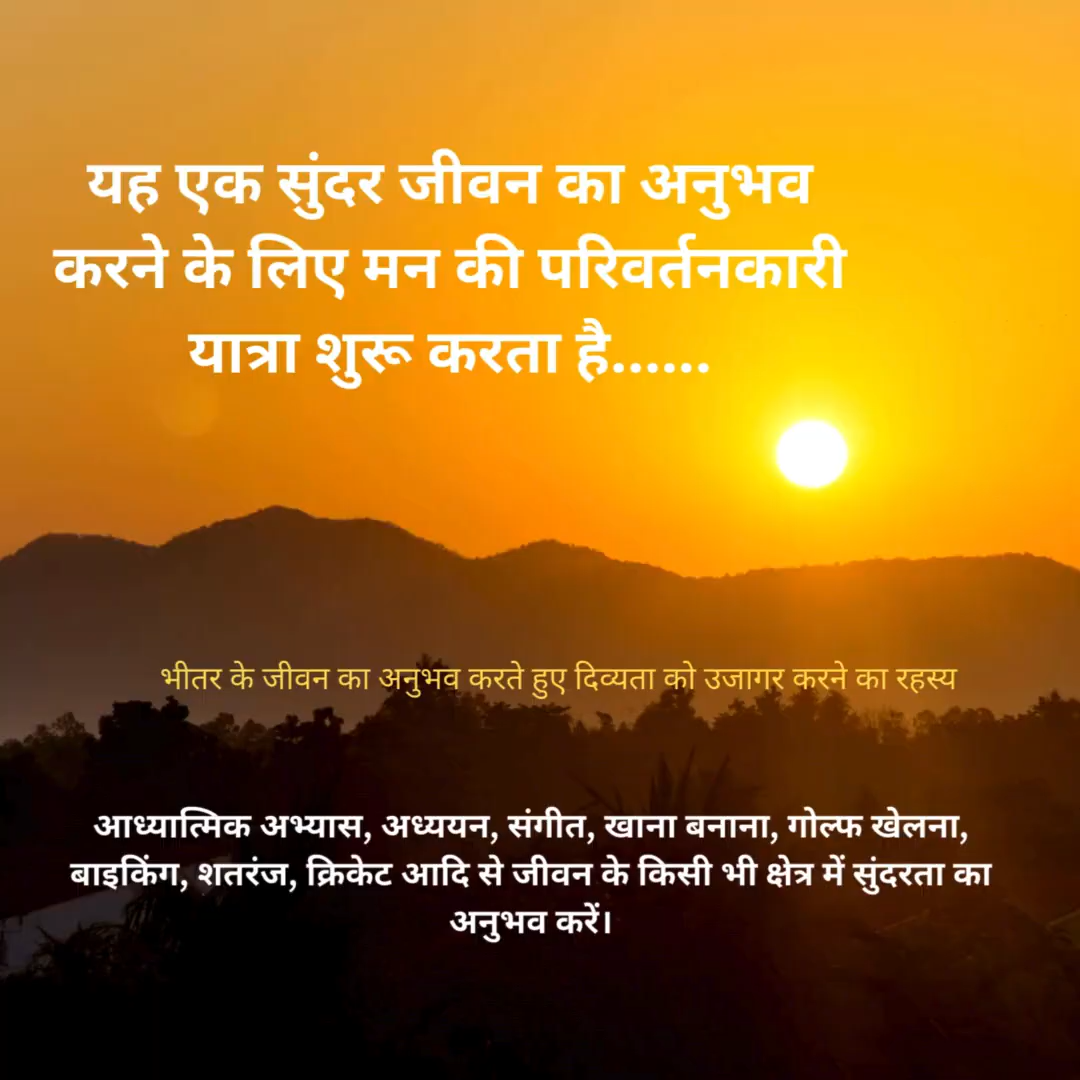 यह एक सुंदर जीवन का अनुभव
करने के लिए मन की परिवर्तनकारी
यात्रा शुरू करता है......
भीतर के जीवन का अनुभव करते हुए दिव्यता को उजागर करने का रहस्य
आध्यात्मिक अभ्यास, अध्ययन, संगीत, खाना बनाना, गोल्फ खेलना,
बाइकिंग, शतरंज, क्रिकेट आदि से जीवन के किसी भी क्षेत्र में सुंदरता का
अनुभव करें।